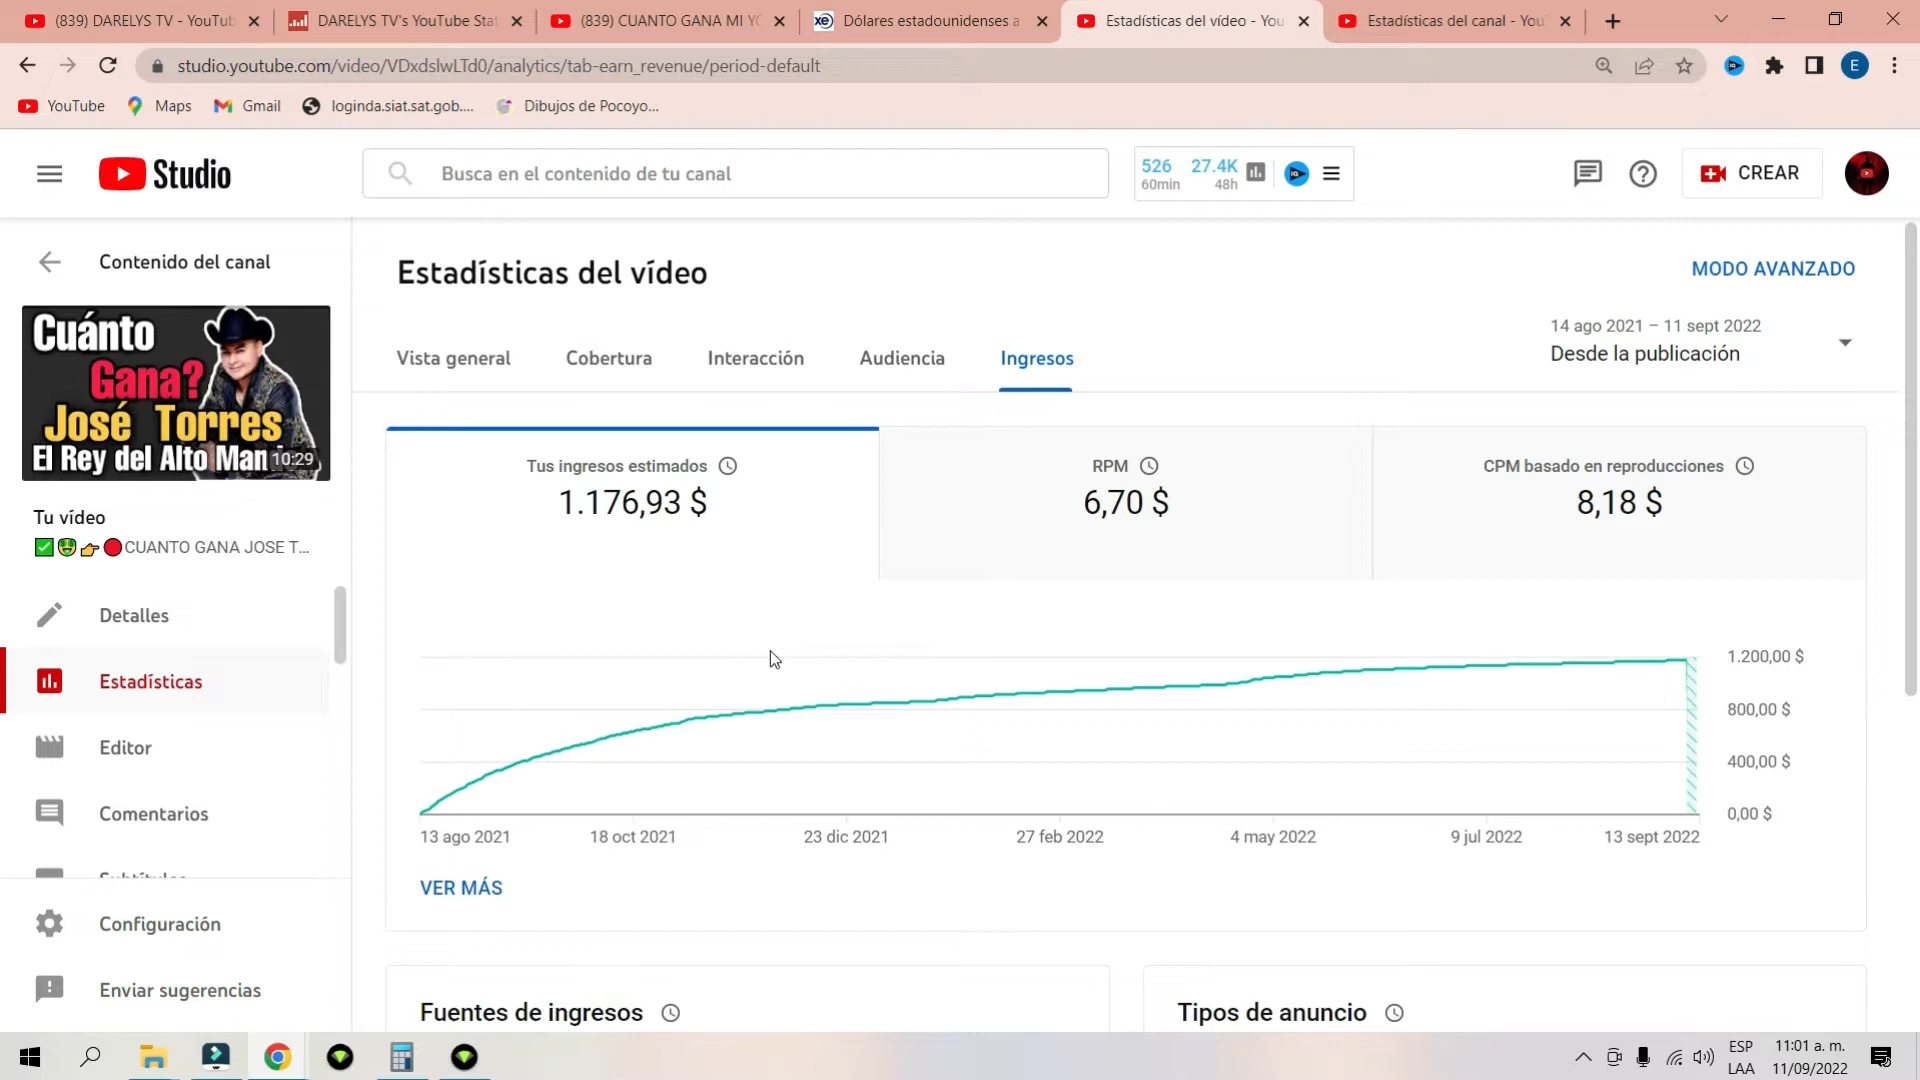 (839) DARELYS TV - YouTub
DARELYS TV's YouTube Stat
(839) CUANTO GANA MI YO
Dólares estadounidenses a
Estadísticas del vídeo - You
Estadísticas del canal - You
studio.youtube.com/video/VDxdslwLTd0/analytics/tab-earn_revenue/period-default
E
YouTube
Maps
Gmail
loginda.siat.sat.gob....
Dibujos de Pocoyo...
Studio
Busca en el contenido de tu canal
526 27.4K
60min 48h
CREAR
Contenido del canal
Cuánto
Gana?
José Torres
El Rey del Alto Man
10:29
Tu vídeo
CUANTO GANA JOSE T...
Detalles
Estadísticas
Editor
Comentarios
Subtítulos
Configuración
Enviar sugerencias
Estadísticas del vídeo
MODO AVANZADO
14 ago 2021 – 11 sept 2022
Desde la publicación
Vista general
Cobertura
Interacción
Audiencia
Ingresos
Tus ingresos estimados
1.176,93 $
RPM
6,70 $
CPM basado en reproducciones
8,18 $
1.200,00 $
800,00 $
400,00 $
0,00 $
13 ago 2021
18 oct 2021
23 dic 2021
27 feb 2022
4 may 2022
9 jul 2022
13 sept 2022
VER MÁS
Fuentes de ingresos
Tipos de anuncio
ESP
LAA
11:01 a. m.
11/09/2022